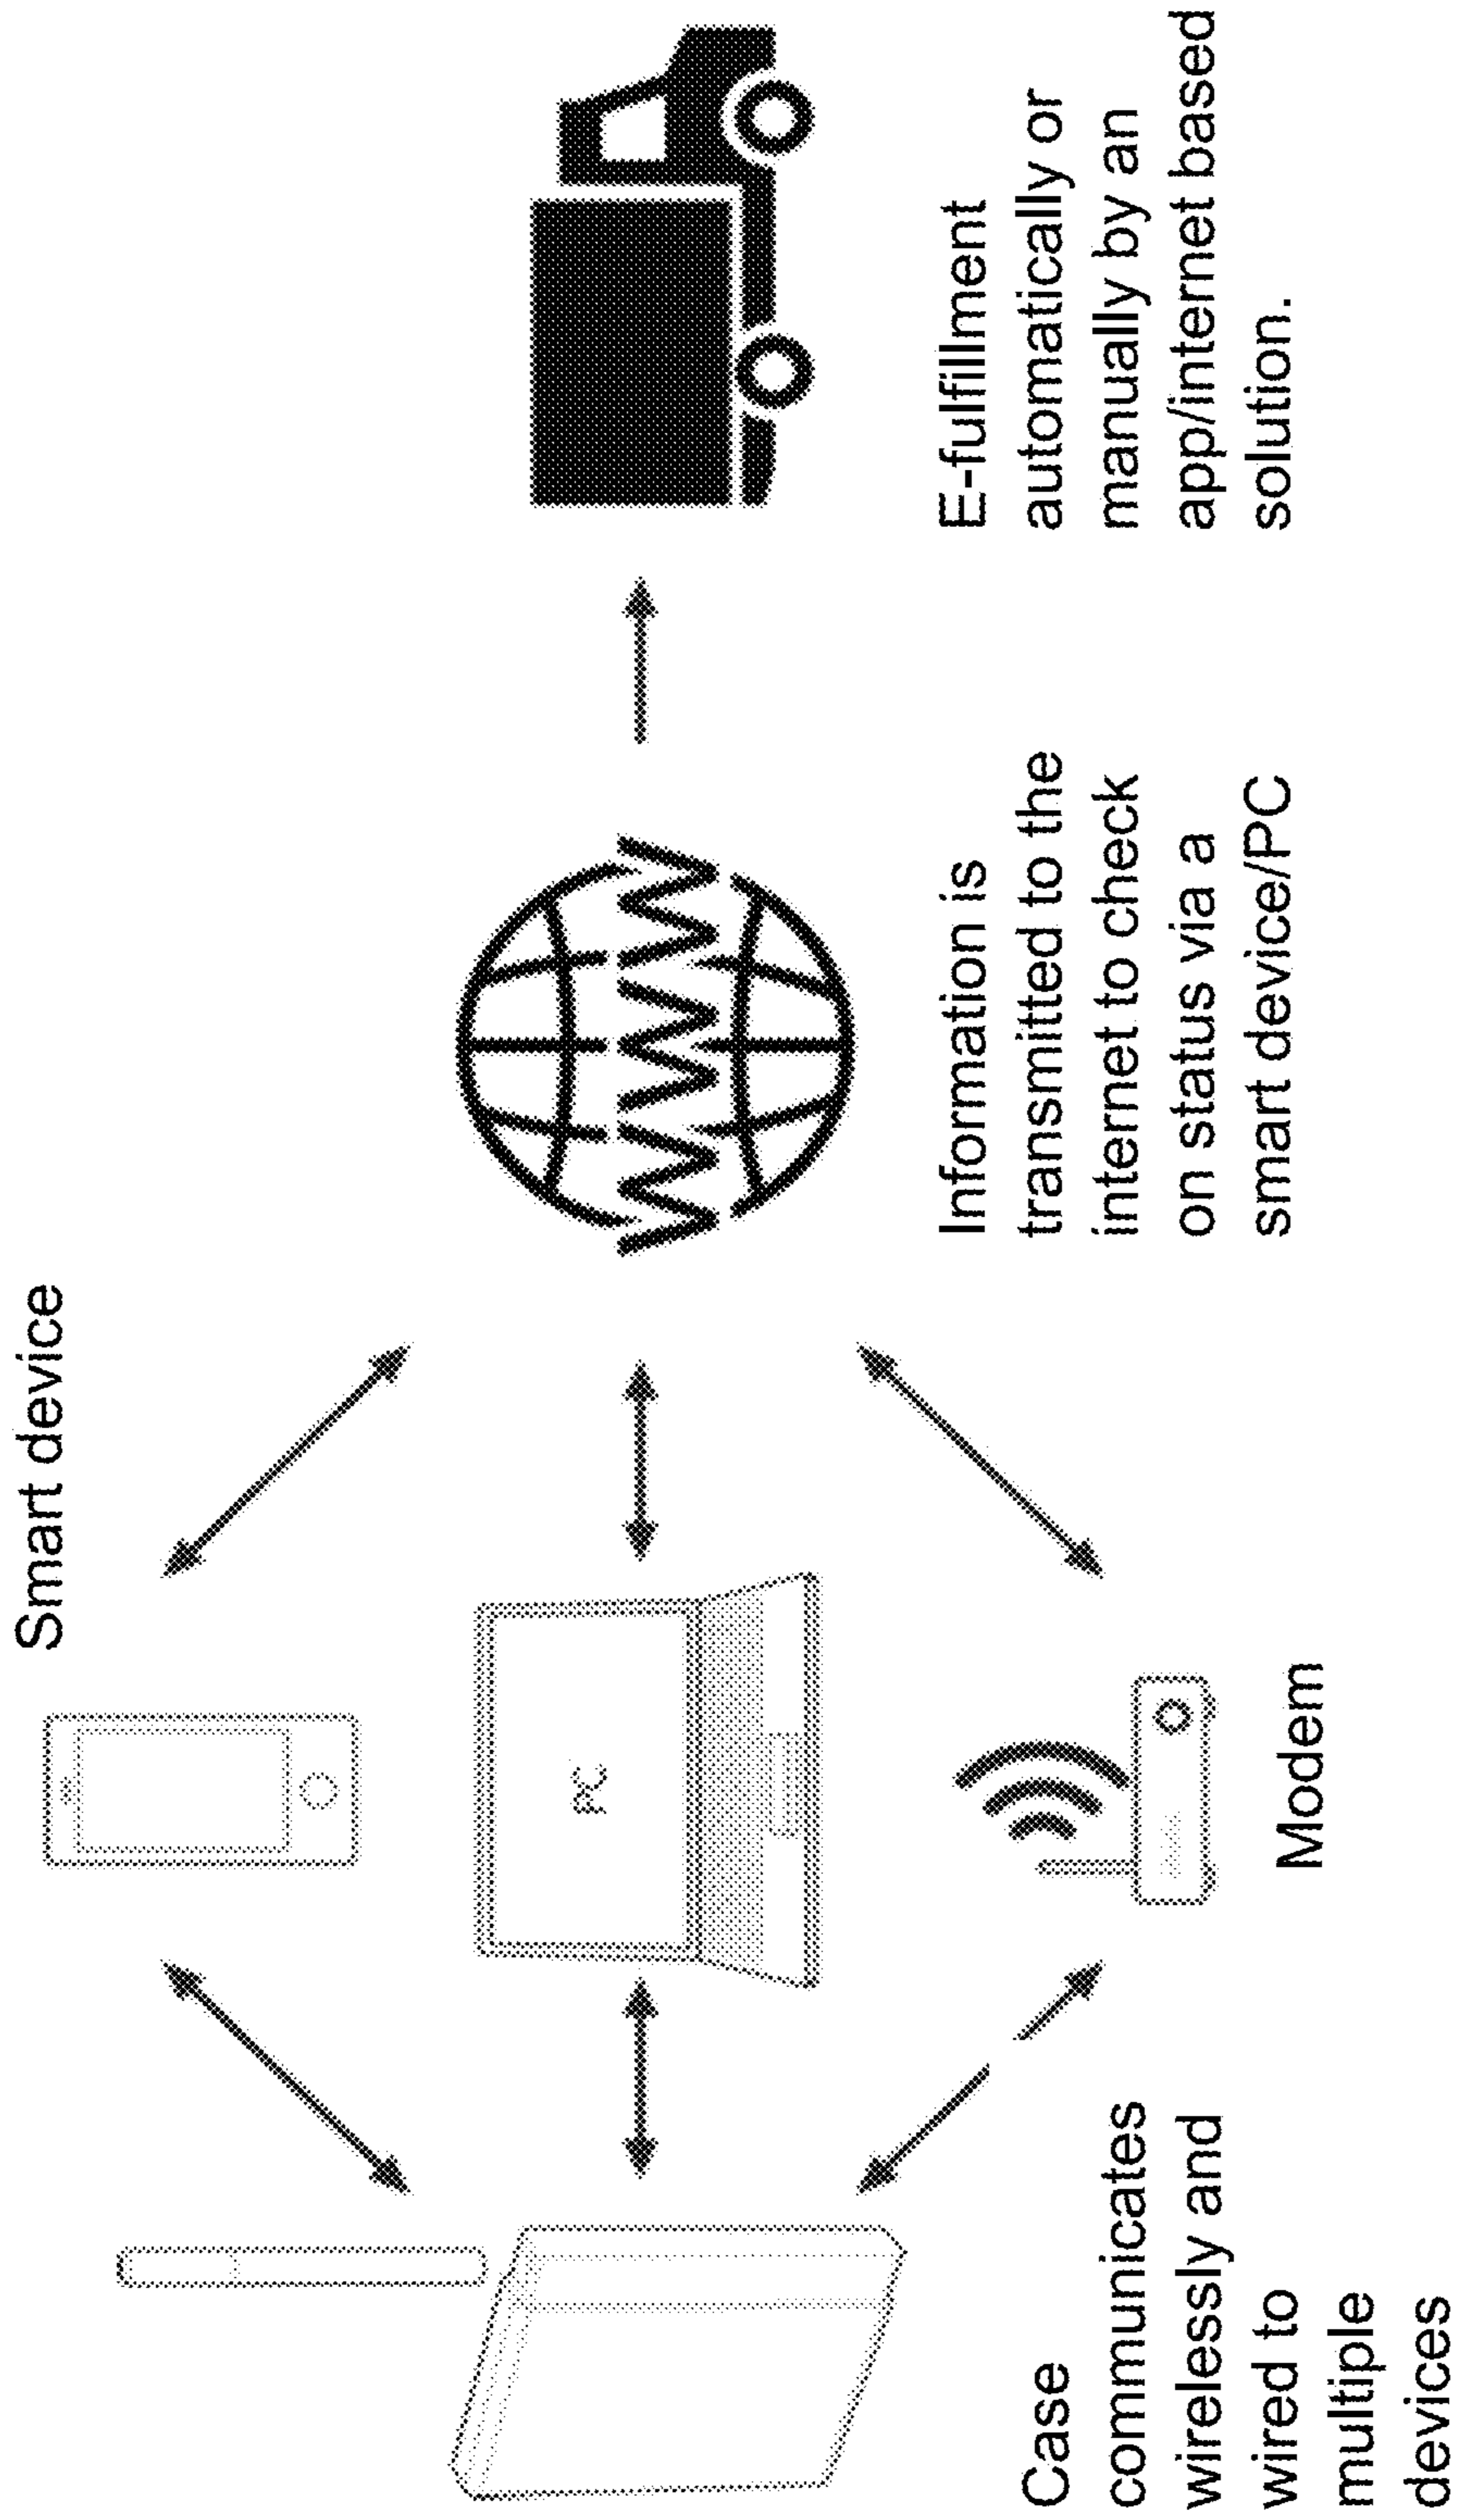 Smart device
PC
Modem
Case
communicates
wirelessly and
wired to
multiple
devices
WWW
Information is
transmitted to the
internet to check
on status via a
smart device/PC
E-fulfillment
automatically or
manually by an
app/internet based
solution.